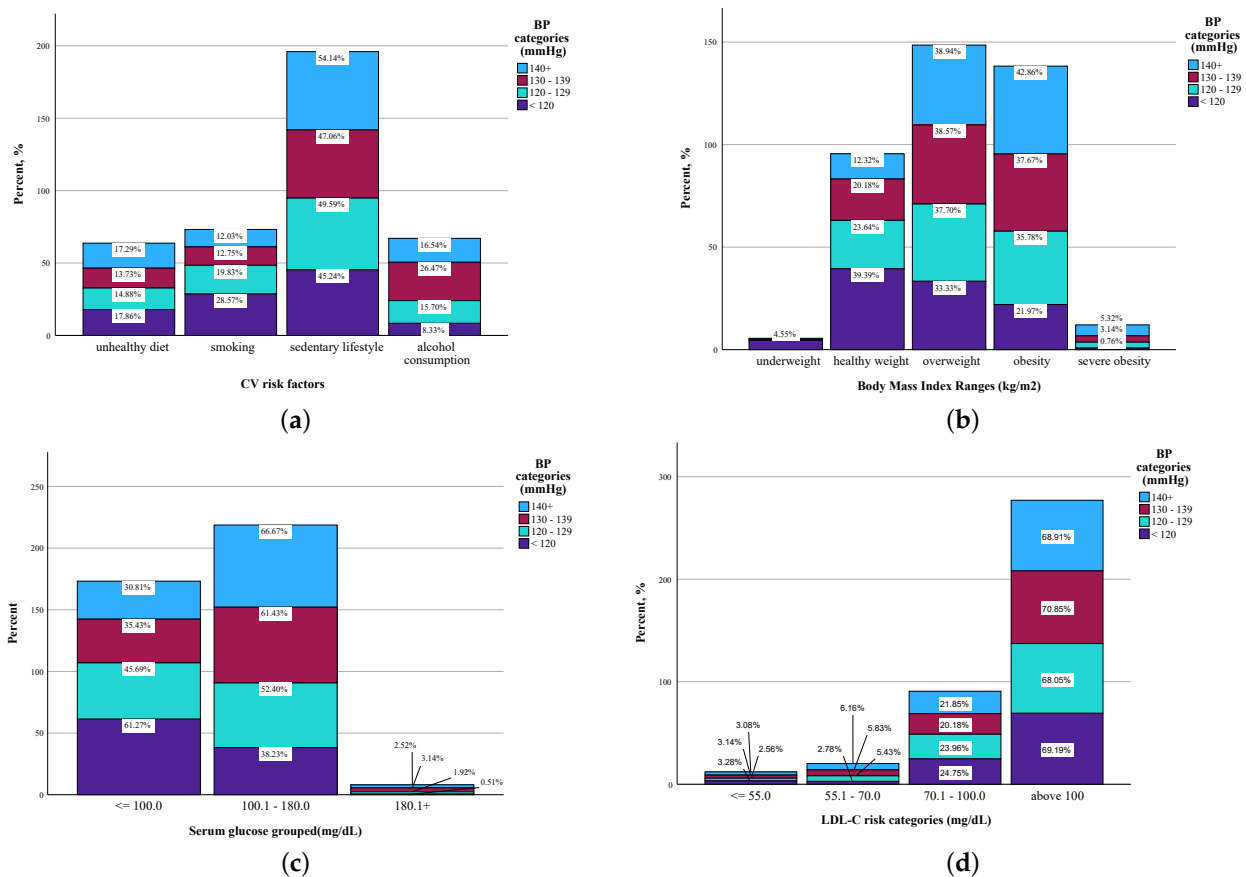 BP
categories
(mmHg)
140+
130 - 139
120 - 129
< 120
Percent, %
200
150
100
50
0
54.14%
47.06%
49.59%
45.24%
17.29%
13.73%
14.88%
17.86%
12.03%
12.75%
19.83%
28.57%
16.54%
26.47%
15.70%
8.33%
unhealthy diet
smoking
sedentary lifestyle
alcohol
consumption
CV risk factors
(a)
BP
categories
(mmHg)
140+
130 - 139
120 - 129
< 120
Percent, %
150
100
50
0
4.55%
12.32%
20.18%
23.64%
39.39%
38.94%
38.57%
37.70%
33.33%
42.86%
37.67%
35.78%
21.97%
5.32%
3.14%
0.76%
underweight
healthy weight
overweight
obesity
severe obesity
Body Mass Index Ranges (kg/m2)
(b)
BP
categories
(mmHg)
140+
130 - 139
120 - 129
< 120
Percent
250
200
150
100
50
0
30.81%
35.43%
45.69%
61.27%
66.67%
61.43%
52.40%
38.23%
2.52%
3.14%
1.92%
0.51%
<= 100.0
100.1 - 180.0
180.1+
Serum glucose grouped(mg/dL)
(c)
BP
categories
(mmHg)
140+
130 - 139
120 - 129
< 120
Percent, %
300
200
100
0
3.08%
3.14%
2.56%
3.28%
6.16%
5.83%
2.78%
5.43%
21.85%
20.18%
23.96%
24.75%
68.91%
70.85%
68.05%
69.19%
<= 55.0
55.1 - 70.0
70.1 - 100.0
above 100
LDL-C risk categories (mg/dL)
(d)